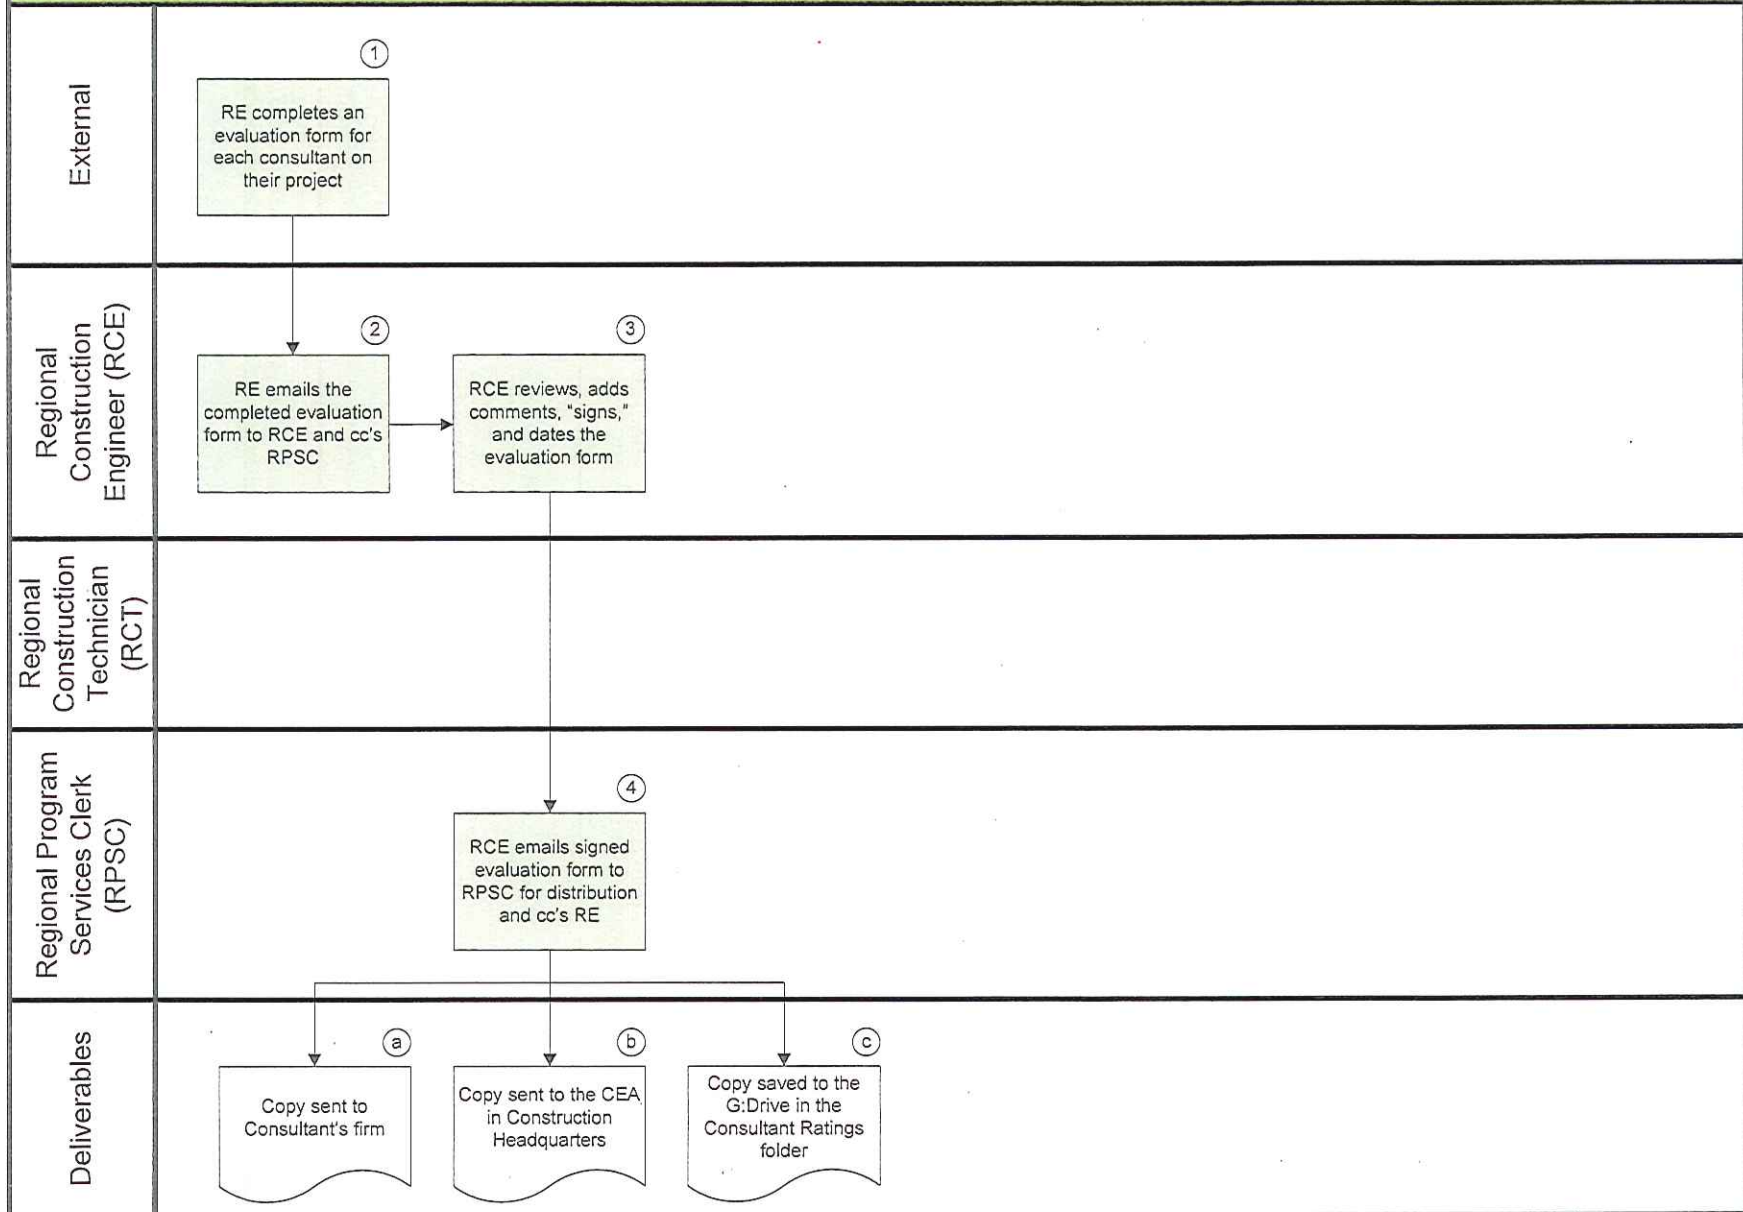 External
1
RE completes an
evaluation form for
each consultant on
their project
Regional
Construction
Engineer (RCE)
2
RE emails the
completed evaluation
form to RCE and cc's
RPSC
3
RCE reviews, adds
comments, "signs,"
and dates the
evaluation form
Regional
Construction
Technician
(RCT)
Regional Program
Services Clerk
(RPSC)
4
RCE emails signed
evaluation form to
RPSC for distribution
and cc's RE
Deliverables
a
Copy sent to
Consultant's firm
b
Copy sent to the CEA
in Construction
Headquarters
c
Copy saved to the
G:Drive in the
Consultant Ratings
folder